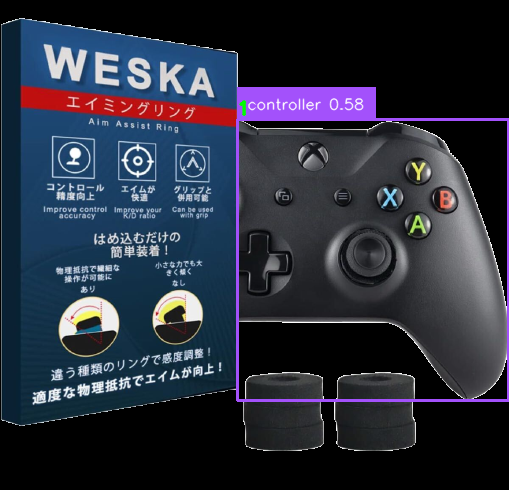 WESKA
エイミングリング
Aim Assist Ring
コントロール
精度向上
Improve control
accuracy
エイムが
快適
Improve your
K/D ratio
グリップと
併用可能
Can be used
with grip
はめ込むだけの
簡単装着！
物理抵抗で繊細な
操作が可能に
あり
小さな力でも大
きく傾く
なし
違う種類のリングで感度調整！
適度な物理抵抗でエイムが向上！
1
controller 0.58
Y
X
B
A